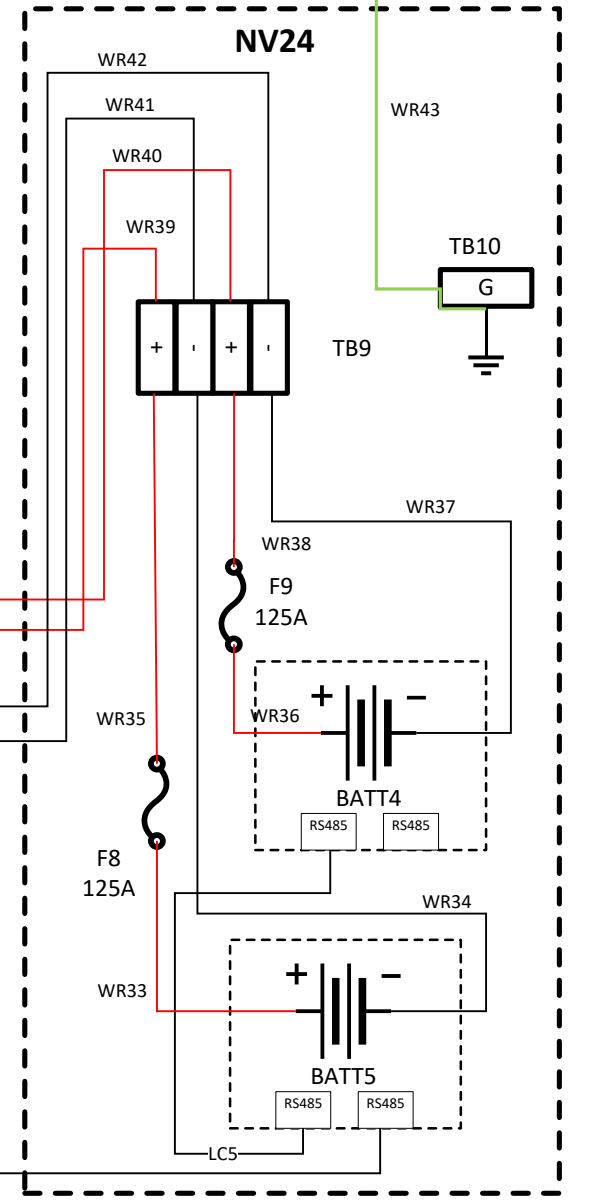 NV24
WR42
WR41
WR43
WR40
WR39
TB10
G
+ - + -
TB9
WR37
WR38
F9
125A
WR35
WR36
+ −
BATT4
RS485 RS485
F8
125A
WR34
WR33
+ −
BATT5
RS485 RS485
LC5